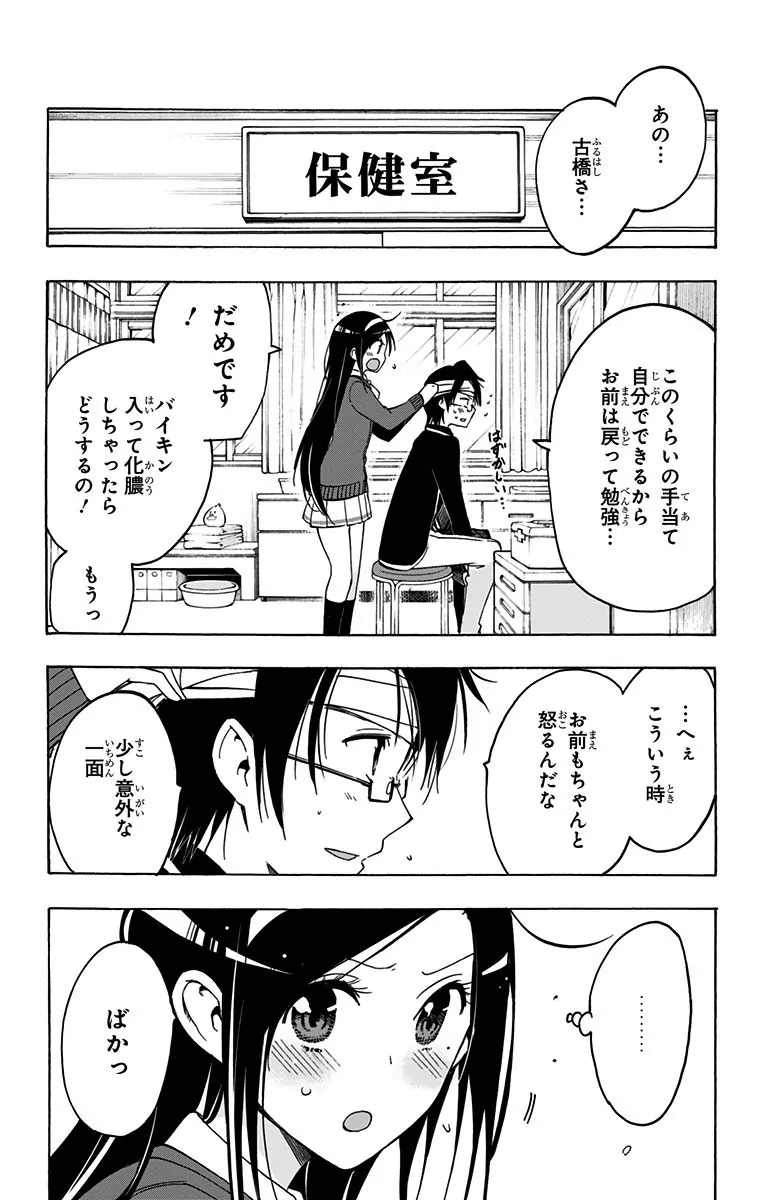 保健室
あの…
古橋さ…
このくらいの手当て
自分でできるから
お前は戻って勉強…
はずかしい…
だめです
！
バイキン
入って化膿
しちゃったら
どうするの！
もうっ
…へぇ
こういう時
お前もちゃんと
怒るんだな
少し意外な
一面
………
ばかっ